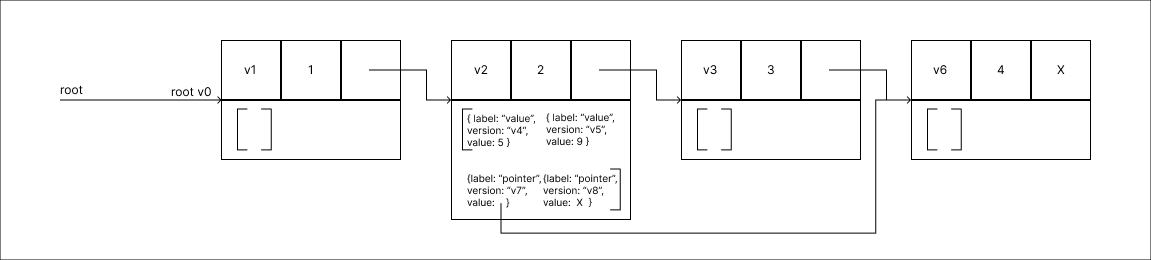 root
root v0
v1 1
v2 2
v3 3
v6 4 X
{ label: “value”,
version: “v4”,
value: 5 }
{ label: “value”,
version: “v5”,
value: 9 }
{label: “pointer”,
version: “v7”,
value: }
{label: “pointer”,
version: “v8”,
value: X }